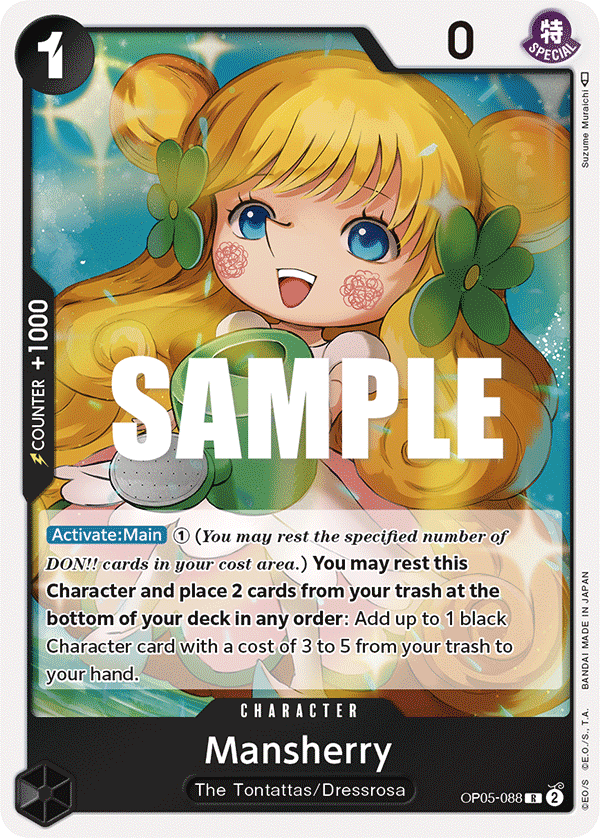 1
0
特
SPECIAL
Suzume Muraichi
COUNTER +1000
SAMPLE
Activate:Main ① (You may rest the specified number of
DON!! cards in your cost area.) You may rest this
Character and place 2 cards from your trash at the
bottom of your deck in any order: Add up to 1 black
Character card with a cost of 3 to 5 from your trash to
your hand.
CHARACTER
Mansherry
The Tontattas/Dressrosa
OP05-088 R 2
©EO/S ©E.O./S., T.A. BANDAI MADE IN JAPAN